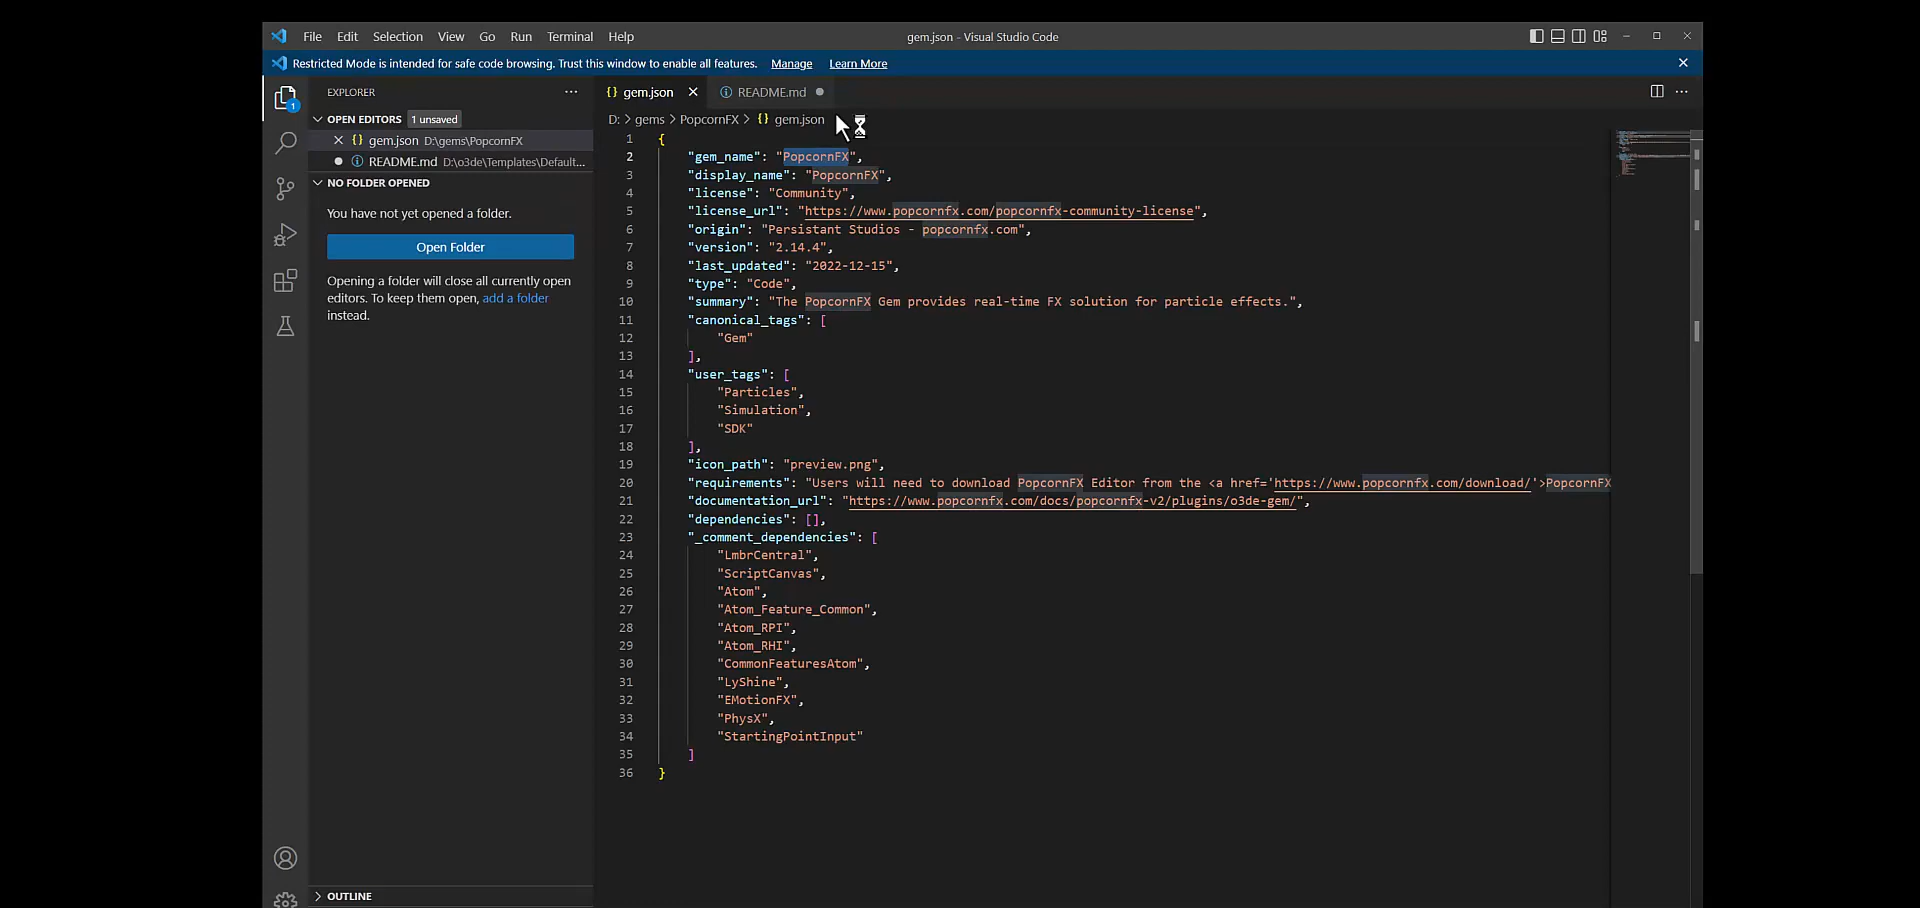 File Edit Selection View Go Run Terminal Help
gem.json - Visual Studio Code
Restricted Mode is intended for safe code browsing. Trust this window to enable all features. Manage Learn More
EXPLORER
1
OPEN EDITORS 1 unsaved
gem.json D:\gems\PopcornFX
README.md D:\o3de\Templates\Default...
NO FOLDER OPENED
You have not yet opened a folder.
Open Folder
Opening a folder will close all currently open
editors. To keep them open, add a folder
instead.
OUTLINE
{} gem.json README.md
D: > gems > PopcornFX > {} gem.json
1 {
2 "gem_name": "PopcornFX",
3 "display_name": "PopcornFX",
4 "license": "Community",
5 "license_url": "https://www.popcornfx.com/popcornfx-community-license",
6 "origin": "Persistant Studios - popcornfx.com",
7 "version": "2.14.4",
8 "last_updated": "2022-12-15",
9 "type": "Code",
10 "summary": "The PopcornFX Gem provides real-time FX solution for particle effects.",
11 "canonical_tags": [
12 "Gem"
13 ],
14 "user_tags": [
15 "Particles",
16 "Simulation",
17 "SDK"
18 ],
19 "icon_path": "preview.png",
20 "requirements": "Users will need to download PopcornFX Editor from the <a href='https://www.popcornfx.com/download/'>PopcornFX
21 "documentation_url": "https://www.popcornfx.com/docs/popcornfx-v2/plugins/o3de-gem/",
22 "dependencies": [],
23 "_comment_dependencies": [
24 "LmbrCentral",
25 "ScriptCanvas",
26 "Atom",
27 "Atom_Feature_Common",
28 "Atom_RPI",
29 "Atom_RHI",
30 "CommonFeaturesAtom",
31 "LyShine",
32 "EMotionFX",
33 "PhysX",
34 "StartingPointInput"
35 ]
36 }